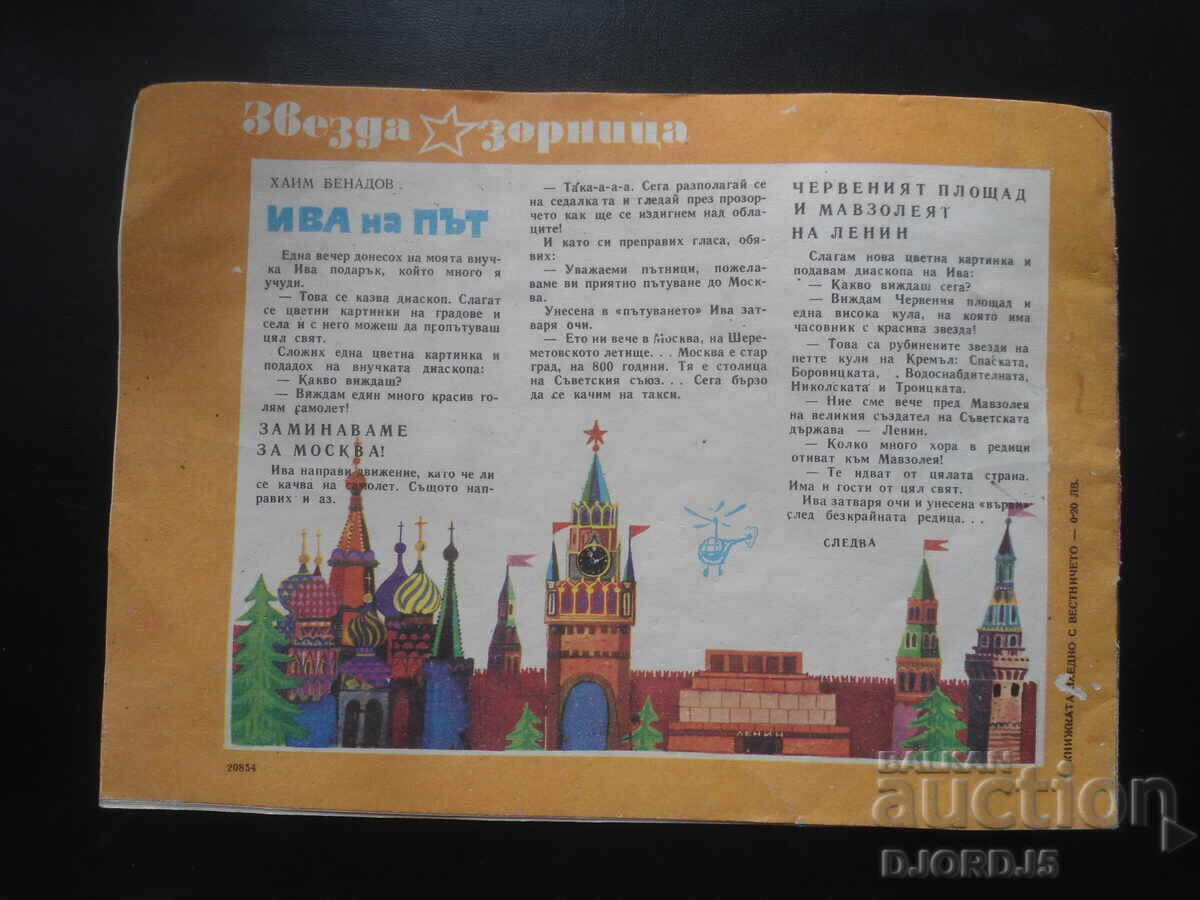 Звезда зорница
ХАИМ БЕНАДОВ
ИВА на ПЪТ
Една вечер донесох на моята внуч-
ка Ива подарък, който много я
учуди.
— Това се казва диаскоп. Слагат
се цветни картинки на градове и
села и с него можеш да пропътуваш
цял свят.
Сложих една цветна картинка и
подадох на внучката диаскопа:
— Какво виждаш?
— Виждам един много красив го-
лям самолет!
ЗАМИНАВАМЕ
ЗА МОСКВА!
Ива направи движение, като че ли
се качва на самолет. Същото нап-
равих и аз.
— Така-а-а-а. Сега разполагай се
на седалката и гледай през прозор-
чето как ще се издигнем над обла-
ците!
И като си преправих гласа, обя-
вих:
— Уважаеми пътници, пожела-
ваме ви приятно пътуване до Моск-
ва.
Унесена в «пътуването» Ива зат-
варя очи.
— Ето ни вече в Москва, на Шере-
метовското летище. . . Москва е стар
град, на 800 години. Тя е столица
на Съветския съюз. . . Сега бързо
да се качим на такси.
ЧЕРВЕНИЯТ ПЛОЩАД
И МАВЗОЛЕЯТ
НА ЛЕНИН
Слагам нова цветна картинка и
подавам диаскопа на Ива:
— Какво виждаш сега?
— Виждам Червения площад и
една висока кула, на която има
часовник с красива звезда!
— Това са рубинените звезди на
петте кули на Кремъл: Спаската,
Боровицката, Водоснабдителната,
Николската и Троицката.
— Ние сме вече пред Мавзолея
на великия създател на Съветската
държава — Ленин.
— Колко много хора в редици
отиват към Мавзолея!
— Те идват от цялата страна.
Има и гости от цял свят.
Ива затваря очи и унесена «върви»
след безкрайната редица. . .
СЛЕДВА
ЛЕНИН
20854
КНИЖКАТА ЗАЕДНО С ВЕСТНИЧЕТО — 0·20 ЛВ.
BALKAN
auction
DJORDJ5